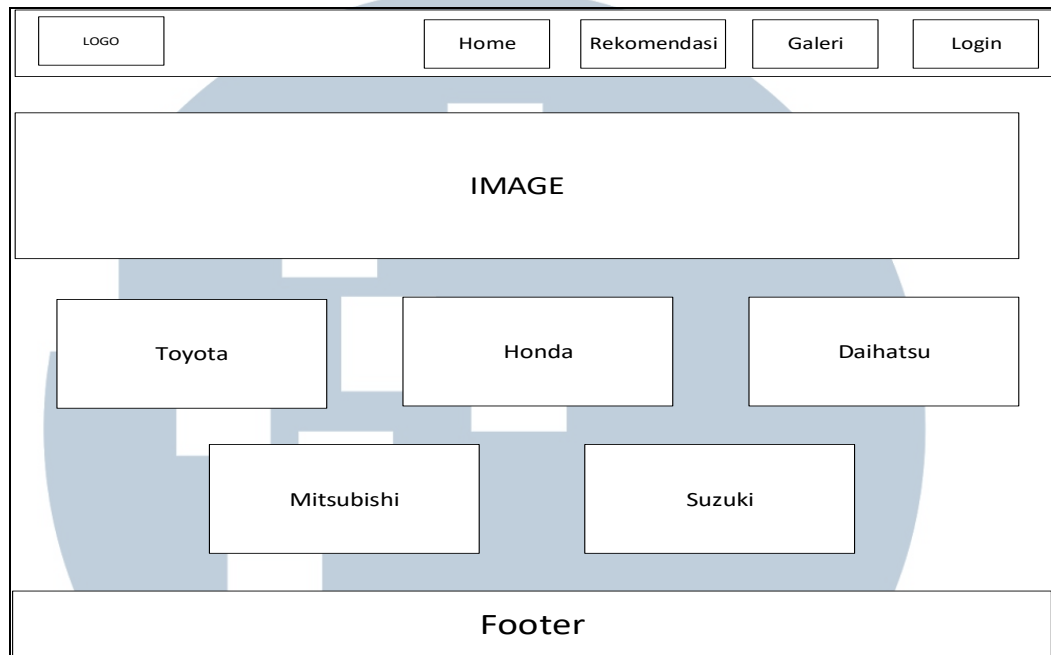 LOGO
Home
Rekomendasi
Galeri
Login
IMAGE
Toyota
Honda
Daihatsu
Mitsubishi
Suzuki
Footer